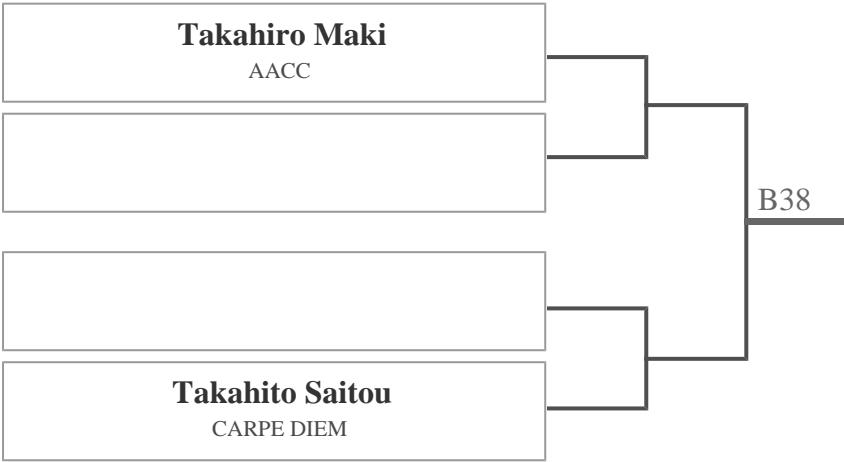 Takahiro Maki
AACC
B38
Takahito Saitou
CARPE DIEM